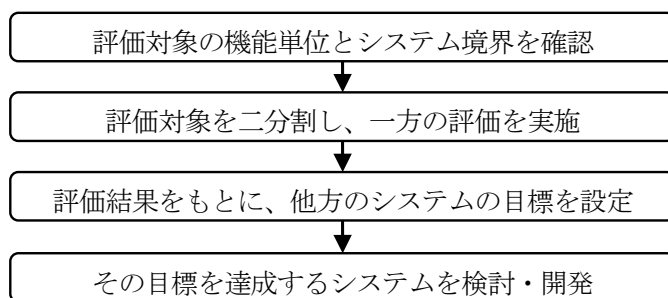 評価対象の機能単位とシステム境界を確認
評価対象を二分割し、一方の評価を実施
評価結果をもとに、他方のシステムの目標を設定
その目標を達成するシステムを検討・開発